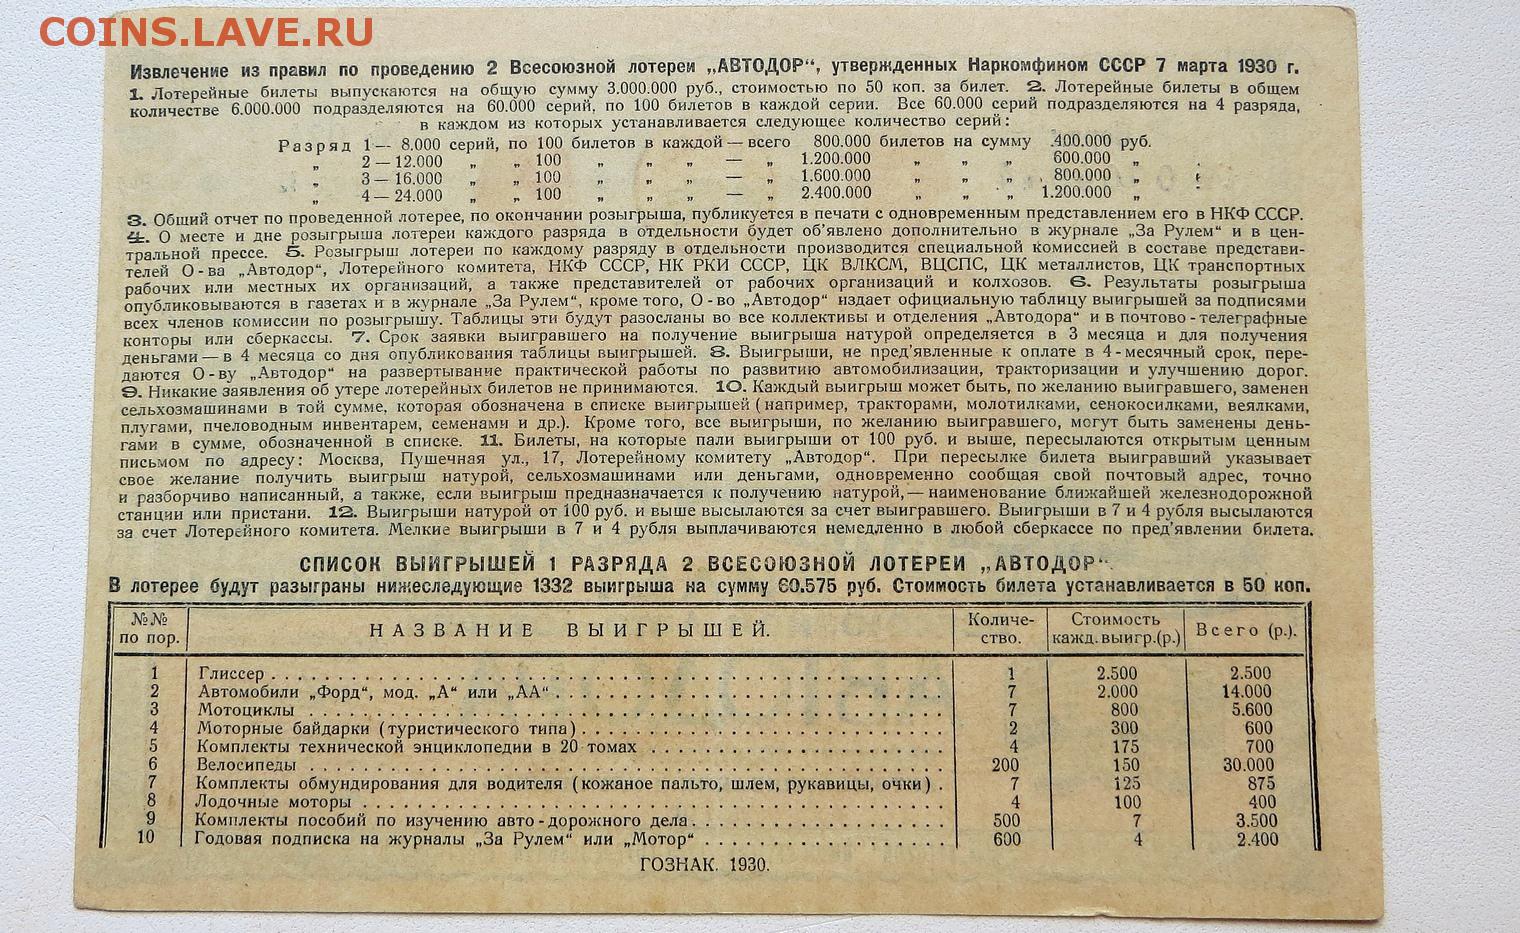 COINS.LAVE.RU
Извлечение из правил по проведению 2 Всесоюзной лотереи „АВТОДОР“, утвержденных Наркомфином СССР 7 марта 1930 г.
1. Лотерейные билеты выпускаются на общую сумму 3.000.000 руб., стоимостью по 50 коп. за билет. 2. Лотерейные билеты в общем
количестве 6.000.000 подразделяются на 60.000 серий, по 100 билетов в каждой серии. Все 60.000 серий подразделяются на 4 разряда,
в каждом из которых устанавливается следующее количество серий:
Разряд 1 — 8.000 серий, по 100 билетов в каждой — всего 800.000 билетов на сумму 400.000 руб.
„ 2 — 12.000 „ „ 100 „ „ „ — „ 1.200.000 „ „ „ 600.000 „
„ 3 — 16.000 „ „ 100 „ „ „ — „ 1.600.000 „ „ „ 800.000 „
„ 4 — 24.000 „ „ 100 „ „ „ — „ 2.400.000 „ „ „ 1.200.000 „
3. Общий отчет по проведенной лотерее, по окончании розыгрыша, публикуется в печати с одновременным представлением его в НКФ СССР.
4. О месте и дне розыгрыша лотереи каждого разряда в отдельности будет об'явлено дополнительно в журнале „За Рулем“ и в цен-
тральной прессе. 5. Розыгрыш лотереи по каждому разряду в отдельности производится специальной комиссией в составе представи-
телей О-ва „Автодор“, Лотерейного комитета, НКФ СССР, НК РКИ СССР, ЦК ВЛКСМ, ВЦСПС, ЦК металлистов, ЦК транспортных
рабочих или местных их организаций, а также представителей от рабочих организаций и колхозов. 6. Результаты розыгрыша
опубликовываются в газетах и в журнале „За Рулем“, кроме того, О-во „Автодор“ издает официальную таблицу выигрышей за подписями
всех членов комиссии по розыгрышу. Таблицы эти будут разосланы во все коллективы и отделения „Автодора“ и в почтово-телеграфные
конторы или сберкассы. 7. Срок заявки выигравшего на получение выигрыша натурой определяется в 3 месяца и для получения
деньгами — в 4 месяца со дня опубликования таблицы выигрышей. 8. Выигрыши, не пред'явленные к оплате в 4-месячный срок, пере-
даются О-ву „Автодор“ на развертывание практической работы по развитию автомобилизации, тракторизации и улучшению дорог.
9. Никакие заявления об утере лотерейных билетов не принимаются. 10. Каждый выигрыш может быть, по желанию выигравшего, заменен
сельхозмашинами в той сумме, которая обозначена в списке выигрышей (например, тракторами, молотилками, сенокосилками, веялками,
плугами, пчеловодным инвентарем, семенами и др.). Кроме того, все выигрыши, по желанию выигравшего, могут быть заменены день-
гами в сумме, обозначенной в списке. 11. Билеты, на которые пали выигрыши от 100 руб. и выше, пересылаются открытым ценным
письмом по адресу: Москва, Пушечная ул., 17, Лотерейному комитету „Автодор“. При пересылке билета выигравший указывает
свое желание получить выигрыш натурой, сельхозмашинами или деньгами, одновременно сообщая свой почтовый адрес, точно
и разборчиво написанный, а также, если выигрыш предназначается к получению натурой, — наименование ближайшей железнодорожной
станции или пристани. 12. Выигрыши натурой от 100 руб. и выше высылаются за счет выигравшего. Выигрыши в 7 и 4 рубля высылаются
за счет Лотерейного комитета. Мелкие выигрыши в 7 и 4 рубля выплачиваются немедленно в любой сберкассе по пред'явлении билета.
СПИСОК ВЫИГРЫШЕЙ 1 РАЗРЯДА 2 ВСЕСОЮЗНОЙ ЛОТЕРЕИ „АВТОДОР“.
В лотерее будут разыграны нижеследующие 1332 выигрыша на сумму 60.575 руб. Стоимость билета устанавливается в 50 коп.
№№ по пор. НАЗВАНИЕ ВЫИГРЫШЕЙ. Количе-ство. Стоимость кажд. выигр.(р.) Всего (р.).
1 Глиссер 1 2.500 2.500
2 Автомобили „Форд“, мод. „А“ или „АА“ 7 2.000 14.000
3 Мотоциклы 7 800 5.600
4 Моторные байдарки (туристического типа) 2 300 600
5 Комплекты технической энциклопедии в 20 томах 4 175 700
6 Велосипеды 200 150 30.000
7 Комплекты обмундирования для водителя (кожаное пальто, шлем, рукавицы, очки) 7 125 875
8 Лодочные моторы 4 100 400
9 Комплекты пособий по изучению авто-дорожного дела 500 7 3.500
10 Годовая подписка на журналы „За Рулем“ или „Мотор“ 600 4 2.400
ГОЗНАК. 1930.